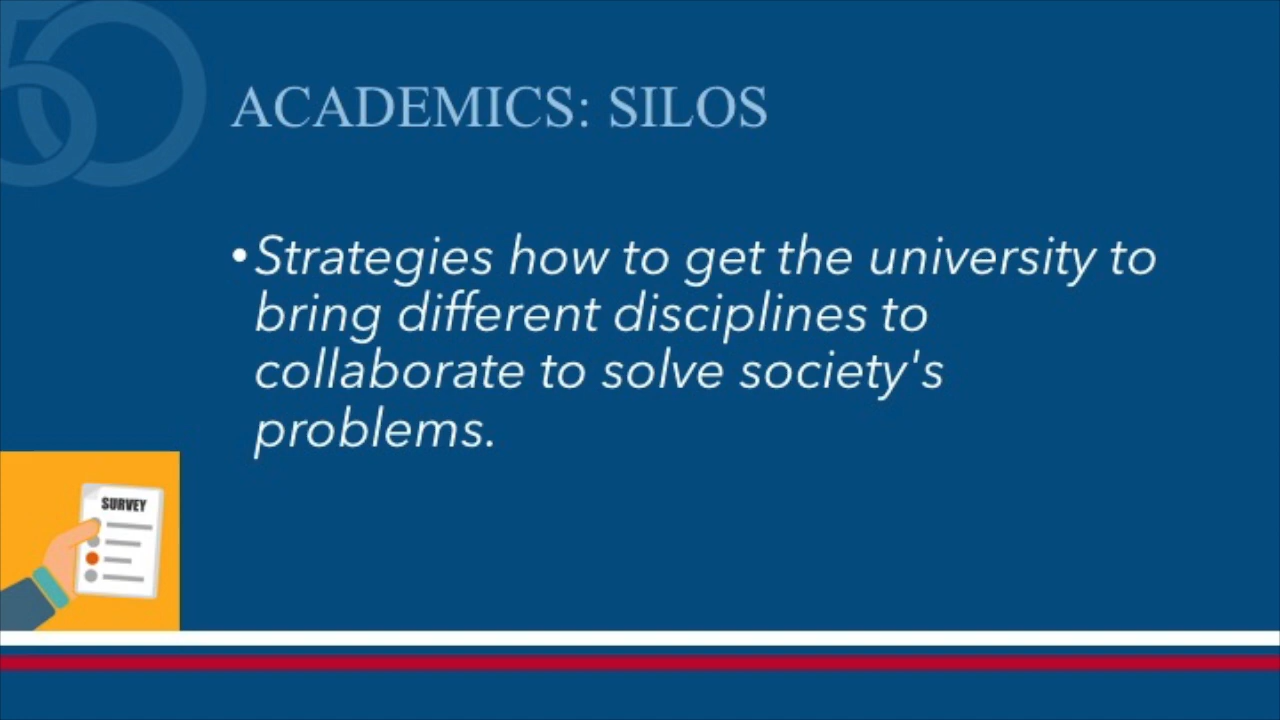 50
ACADEMICS: SILOS
•Strategies how to get the university to
bring different disciplines to
collaborate to solve society's
problems.
SURVEY